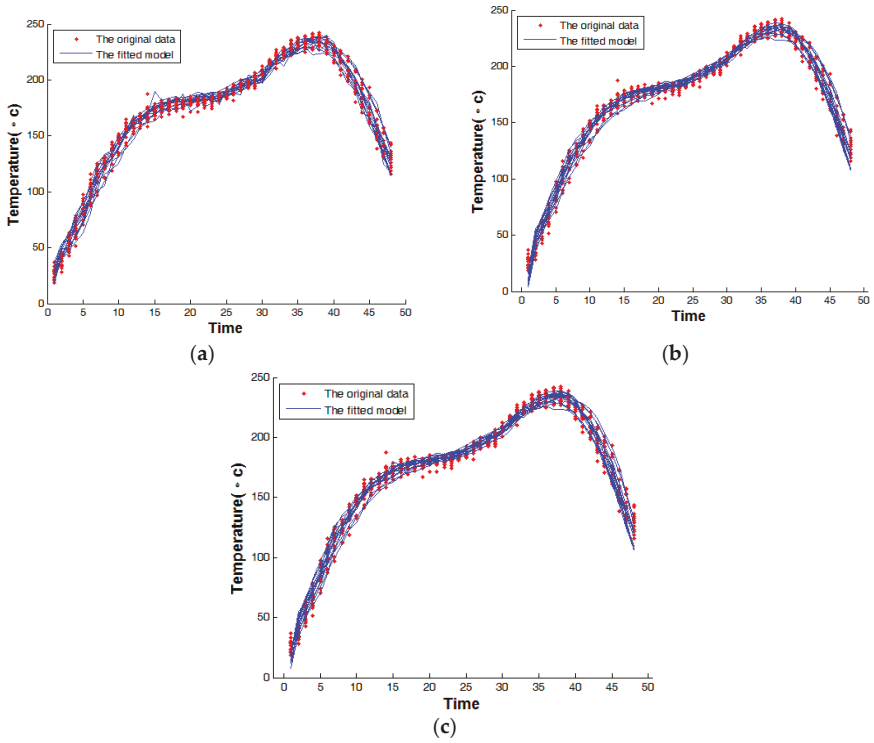 250
200
150
100
50
0
Temperature( ∘ c)
The original data
The fitted model
0 5 10 15 20 25 30 35 40 45 50
Time
(a)
250
200
150
100
50
0
Temperature( ∘ c)
The original data
The fitted model
0 5 10 15 20 25 30 35 40 45 50
Time
(b)
250
200
150
100
50
0
Temperature( ∘ c)
The original data
The fitted model
0 5 10 15 20 25 30 35 40 45 50
Time
(c)